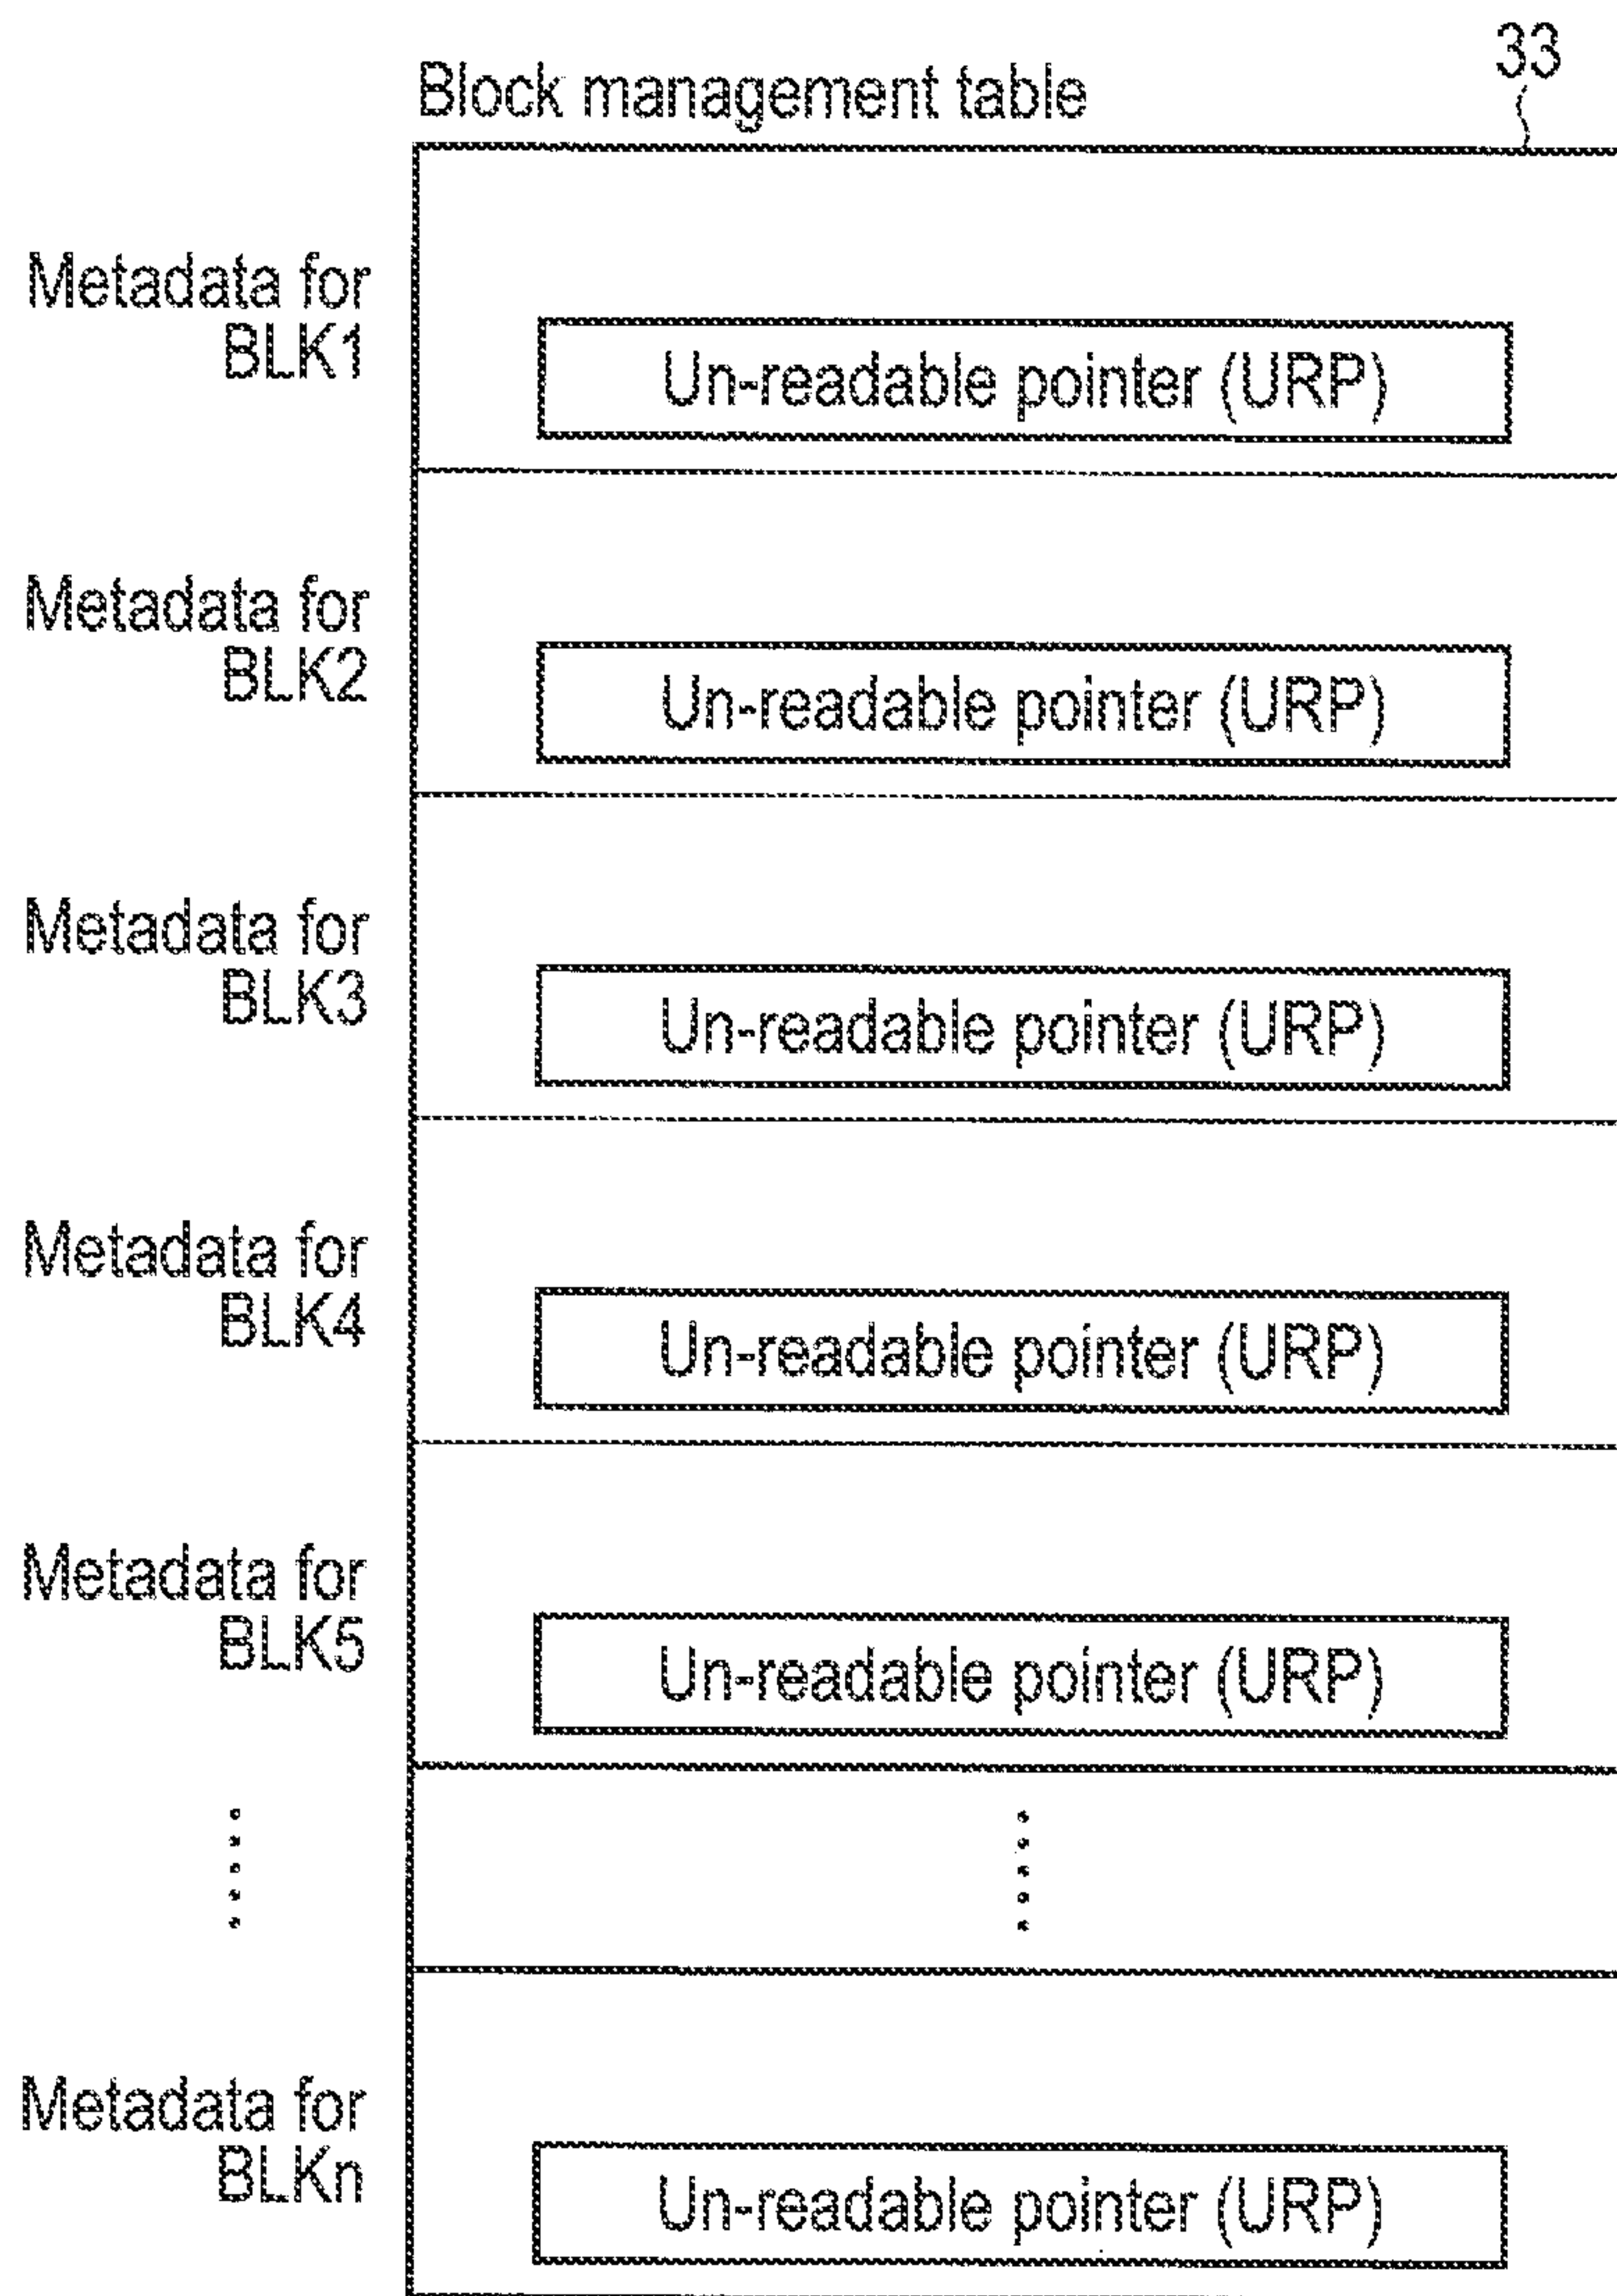 33
Block management table
Metadata for
BLK1
Un-readable pointer (URP)
Metadata for
BLK2
Un-readable pointer (URP)
Metadata for
BLK3
Un-readable pointer (URP)
Metadata for
BLK4
Un-readable pointer (URP)
Metadata for
BLK5
Un-readable pointer (URP)
Metadata for
BLKn
Un-readable pointer (URP)